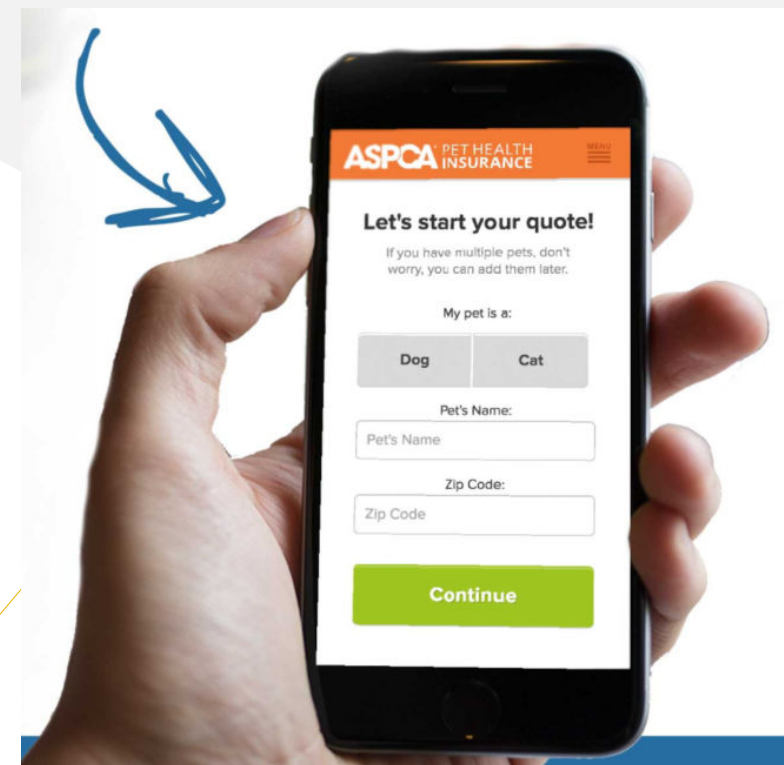 ASPCA® PET HEALTH INSURANCE
MENU
Let's start your quote!
If you have multiple pets, don't
worry, you can add them later.
My pet is a:
Dog Cat
Pet's Name:
Pet's Name
Zip Code:
Zip Code
Continue